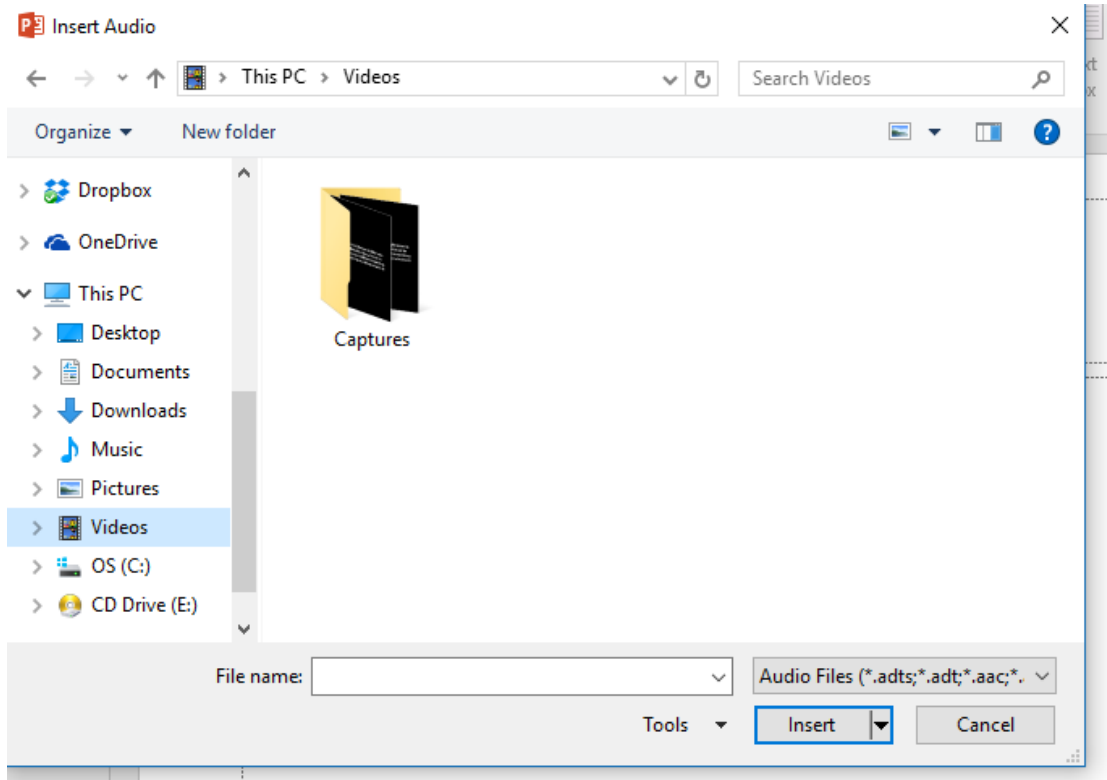 Insert Audio
This PC > Videos
Search Videos
Organize
New folder
Dropbox
OneDrive
This PC
Desktop
Documents
Downloads
Music
Pictures
Videos
OS (C:)
CD Drive (E:)
Captures
File name:
Audio Files (*.adts;*.adt;*.aac;*.
Tools
Insert
Cancel